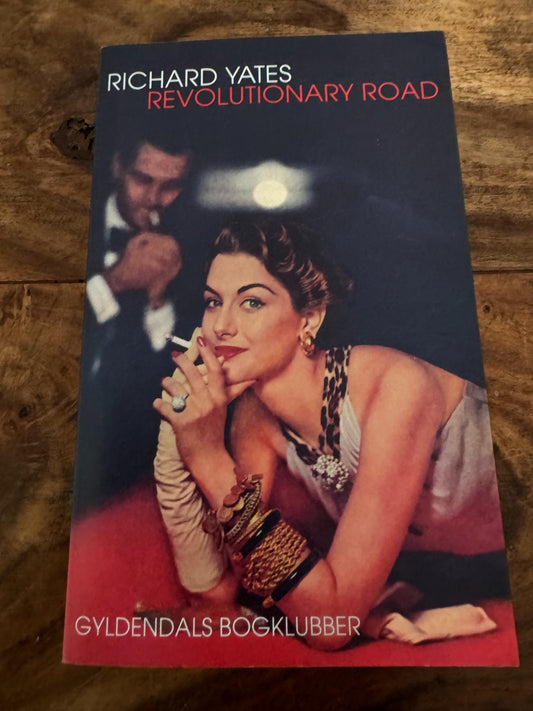 RICHARD YATES
REVOLUTIONARY ROAD
GYLDENDALS BOGKLUBBER